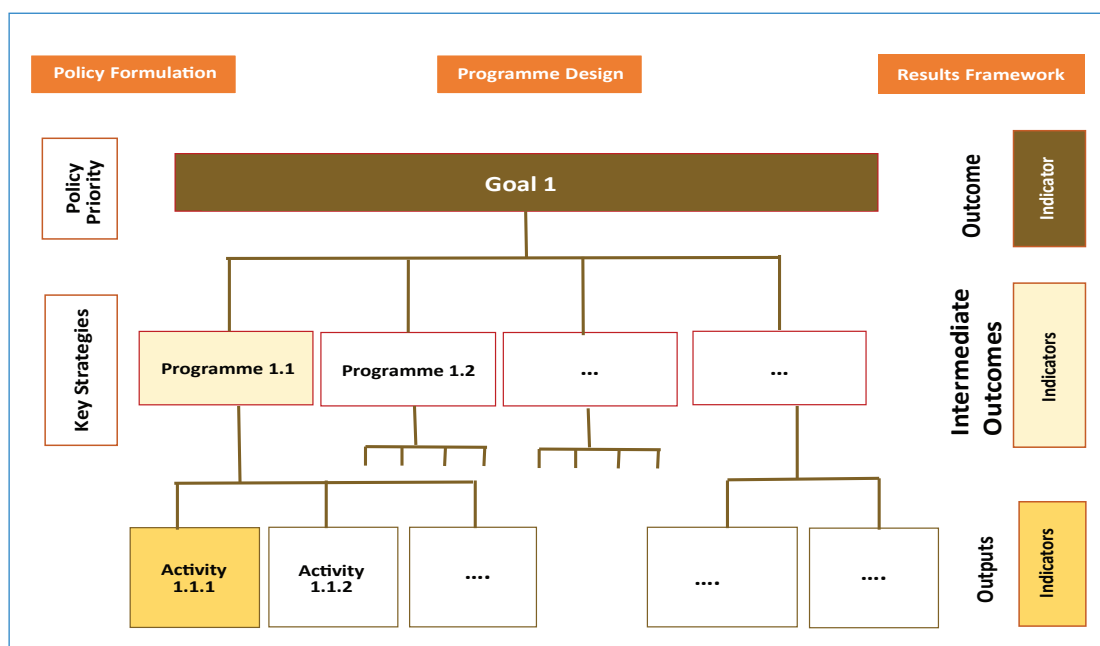 Policy Formulation
Programme Design
Results Framework
Policy
Priority
Goal 1
Outcome
Indicator
Key Strategies
Programme 1.1
Programme 1.2
...
...
Intermediate
Outcomes
Indicators
Activity
1.1.1
Activity
1.1.2
....
....
....
Outputs
Indicators